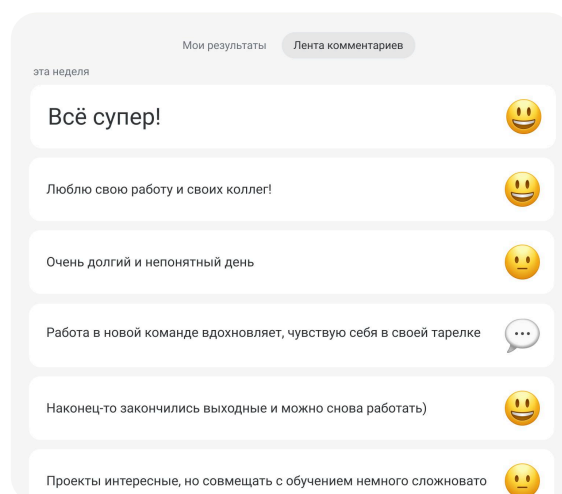 Мои результаты
Лента комментариев
эта неделя
Всё супер!
Люблю свою работу и своих коллег!
Очень долгий и непонятный день
Работа в новой команде вдохновляет, чувствую себя в своей тарелке
Наконец-то закончились выходные и можно снова работать)
Проекты интересные, но совмещать с обучением немного сложновато